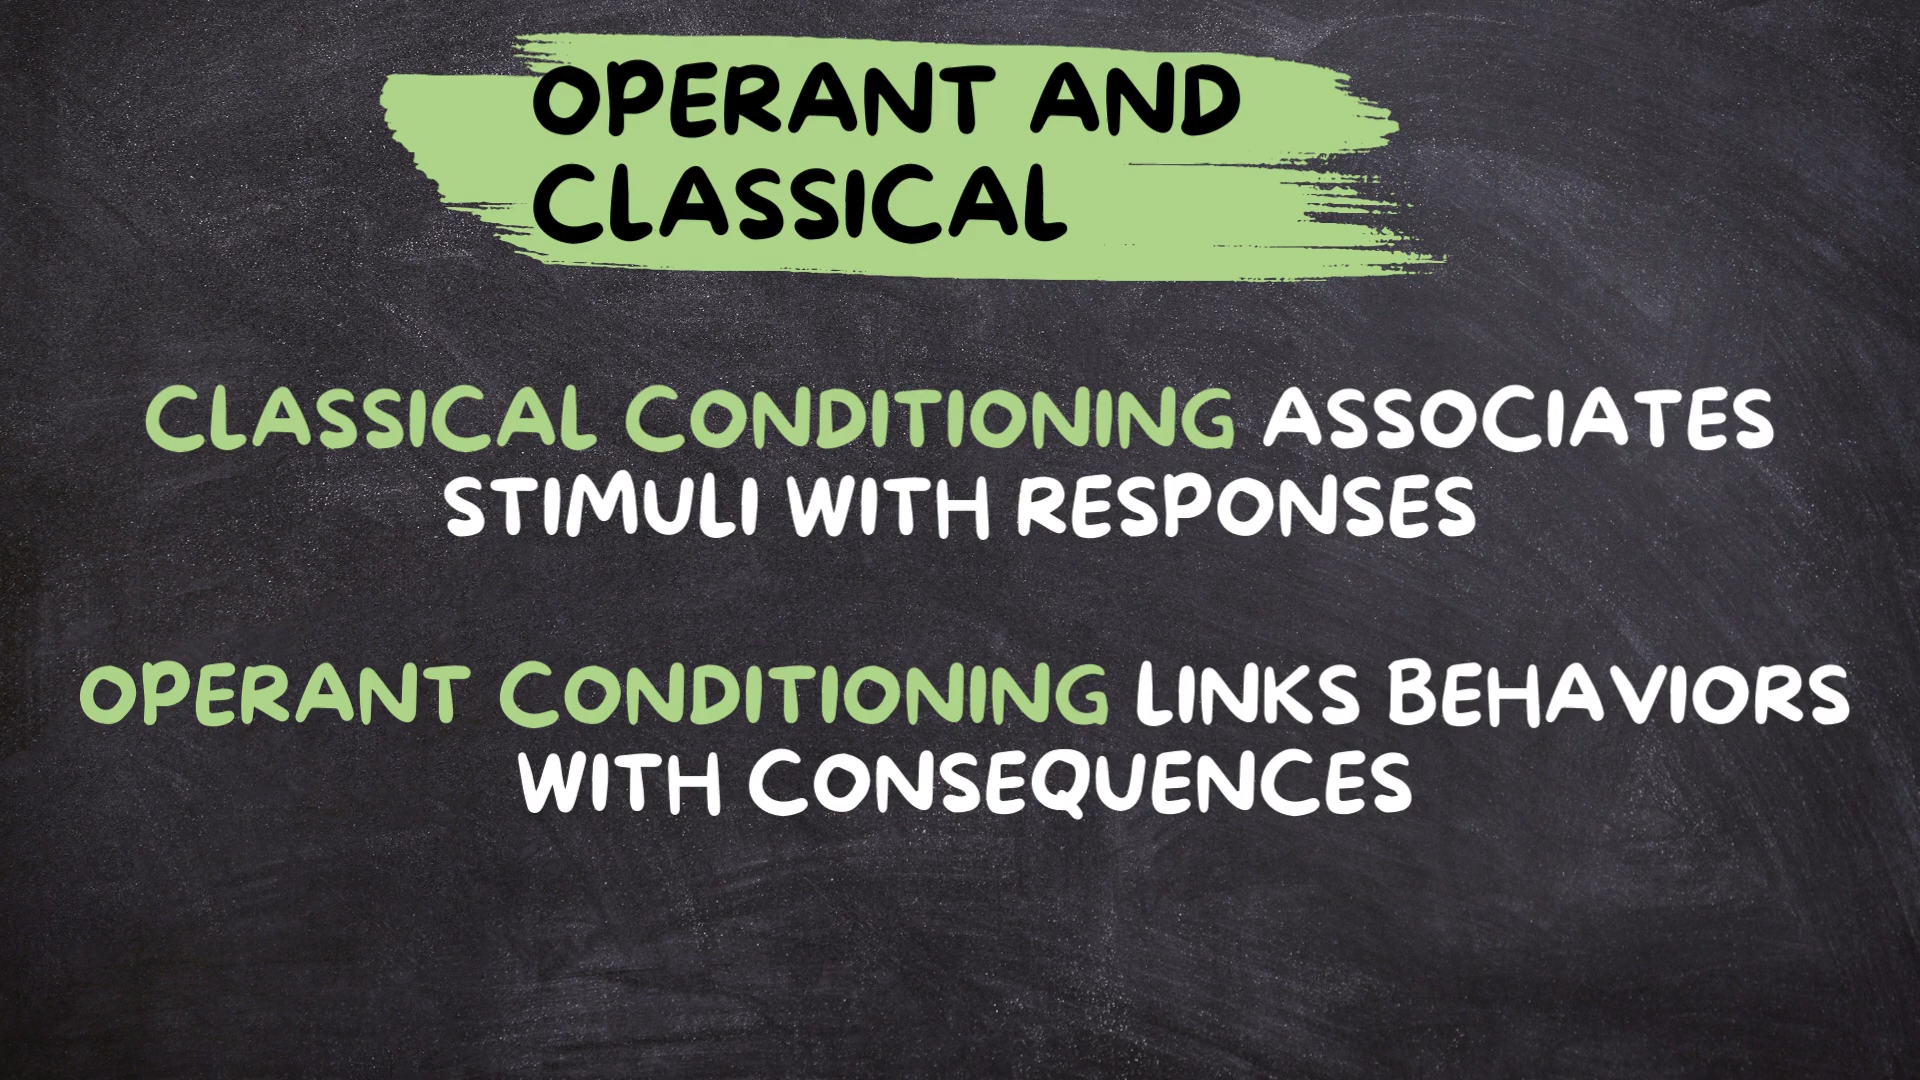 OPERANT AND
CLASSICAL
CLASSICAL CONDITIONING ASSOCIATES
STIMULI WITH RESPONSES
OPERANT CONDITIONING LINKS BEHAVIORS
WITH CONSEQUENCES